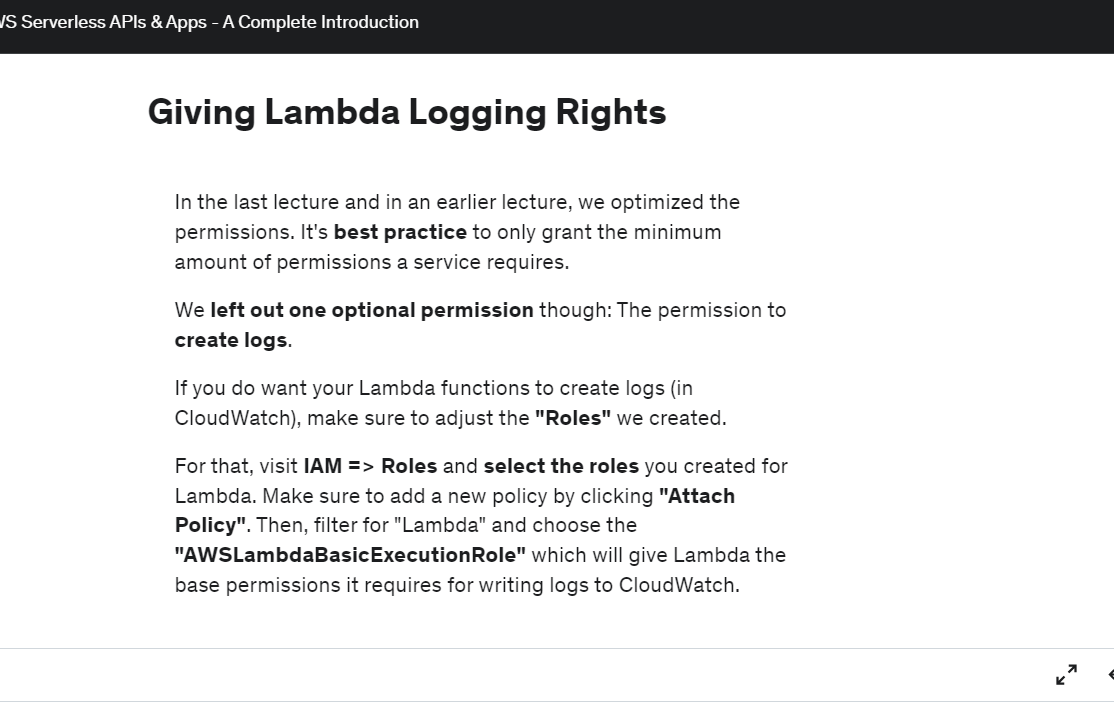 S Serverless APIs & Apps - A Complete Introduction
Giving Lambda Logging Rights
In the last lecture and in an earlier lecture, we optimized the
permissions. It's best practice to only grant the minimum
amount of permissions a service requires.
We left out one optional permission though: The permission to
create logs.
If you do want your Lambda functions to create logs (in
CloudWatch), make sure to adjust the "Roles" we created.
For that, visit IAM => Roles and select the roles you created for
Lambda. Make sure to add a new policy by clicking "Attach
Policy". Then, filter for "Lambda" and choose the
"AWSLambdaBasicExecutionRole" which will give Lambda the
base permissions it requires for writing logs to CloudWatch.